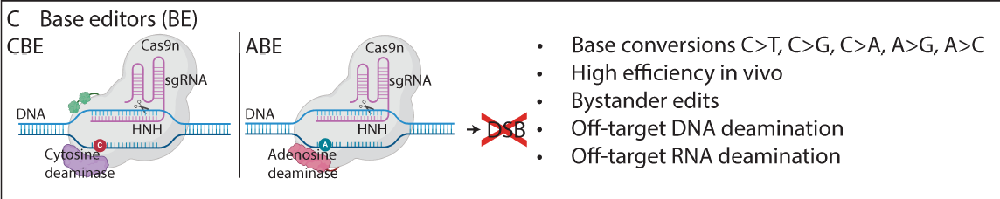 C Base editors (BE)
CBE
Cas9n
sgRNA
DNA
HNH
C
Cytosine
deaminase
ABE
Cas9n
sgRNA
DNA
HNH
A
Adenosine
deaminase
DSB
• Base conversions C>T, C>G, C>A, A>G, A>C
• High efficiency in vivo
• Bystander edits
• Off-target DNA deamination
• Off-target RNA deamination